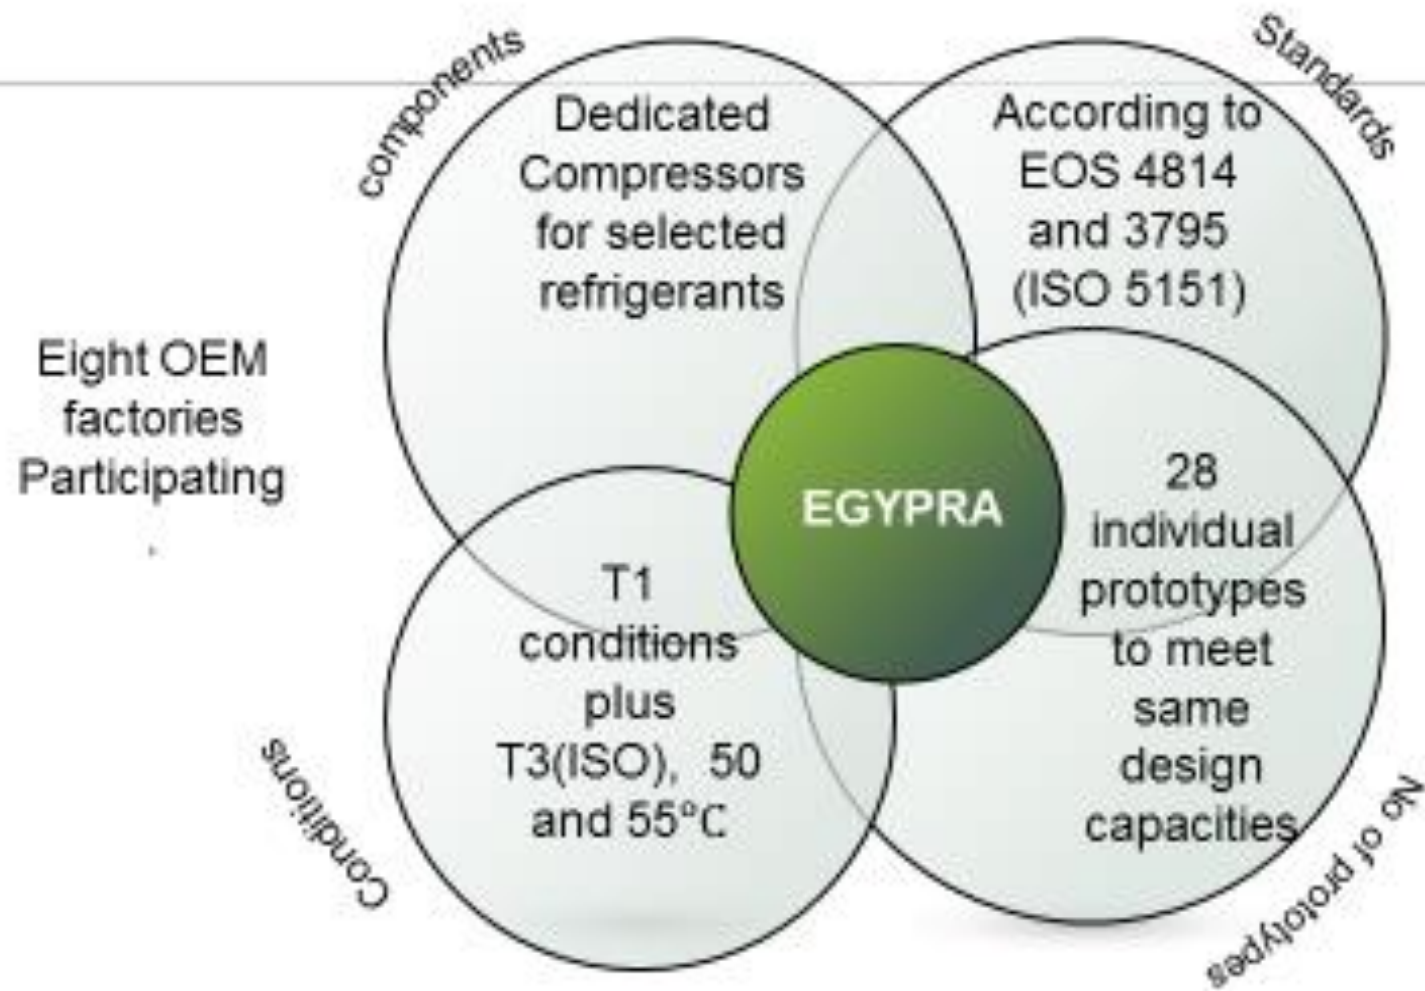 components
Dedicated
Compressors
for selected
refrigerants
Standards
According to
EOS 4814
and 3795
(ISO 5151)
Eight OEM
factories
Participating
.
EGYPRA
T1
conditions
plus
T3(ISO), 50
and 55°C
Conditions
28
individual
prototypes
to meet
same
design
capacities
No of prototypes